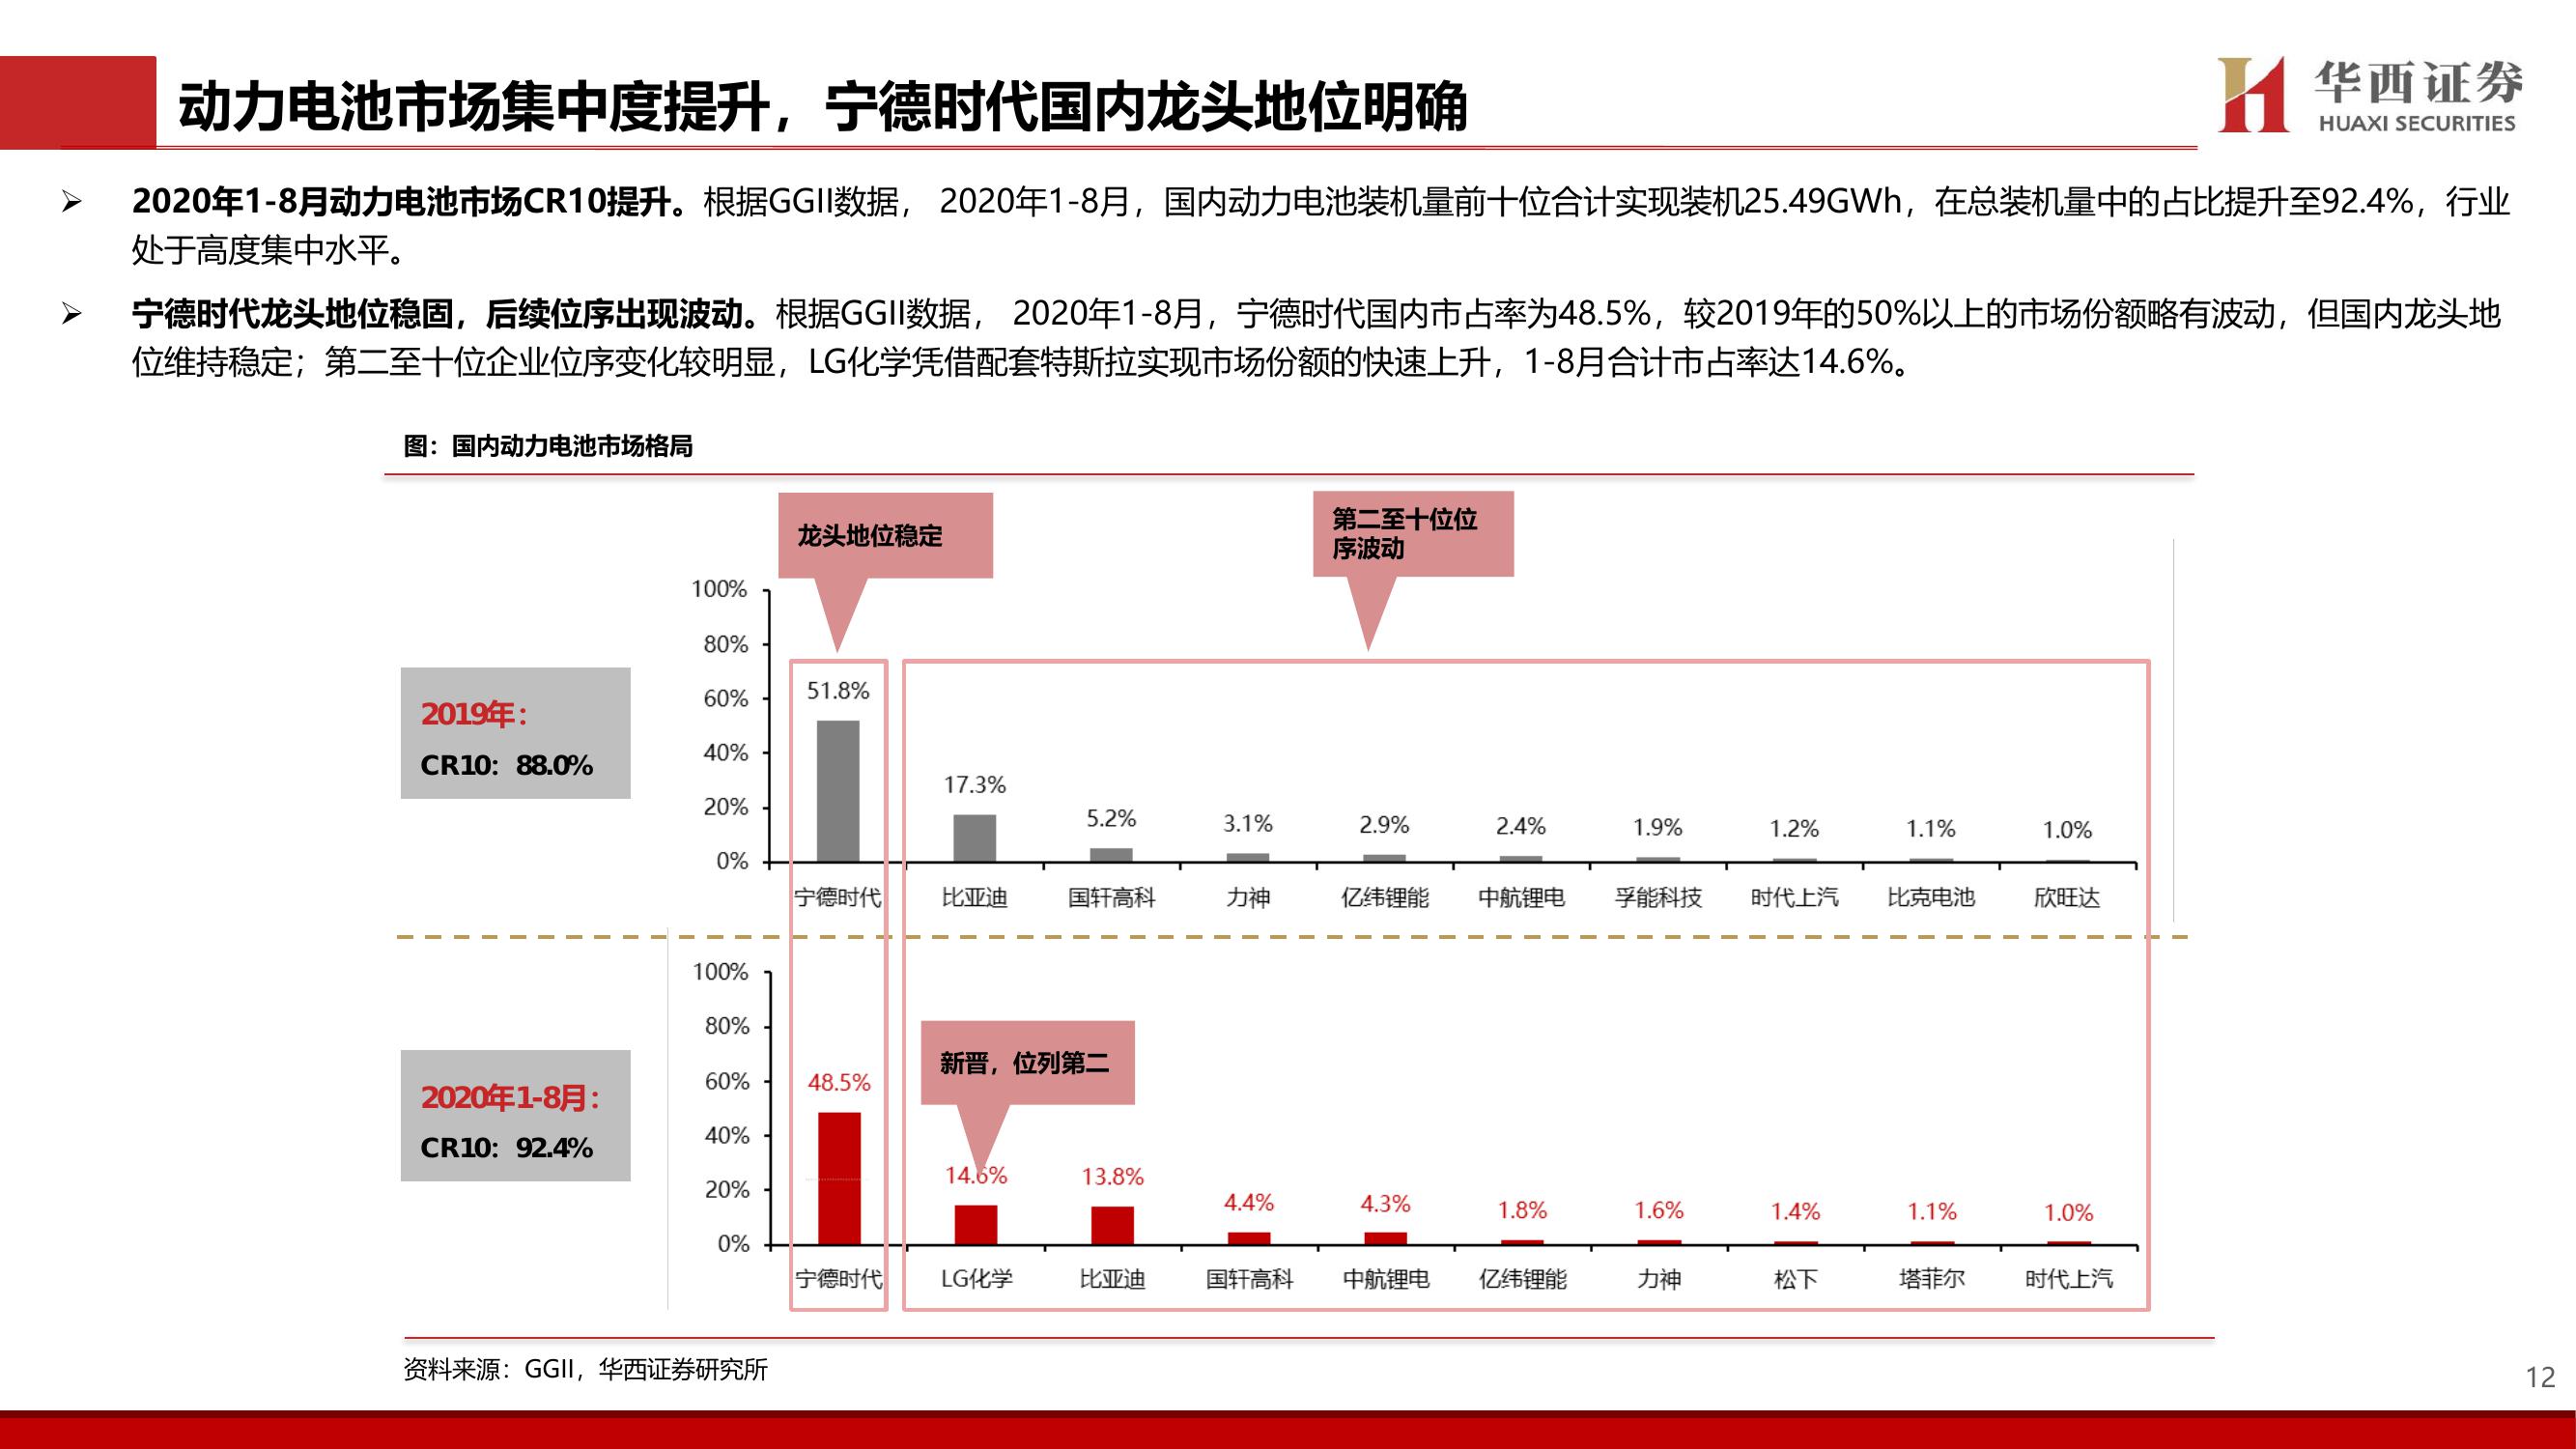 动力电池市场集中度提升，宁德时代国内龙头地位明确
华西证券
HUAXI SECURITIES
➢ 2020年1-8月动力电池市场CR10提升。根据GGII数据， 2020年1-8月，国内动力电池装机量前十位合计实现装机25.49GWh，在总装机量中的占比提升至92.4%，行业
处于高度集中水平。
➢ 宁德时代龙头地位稳固，后续位序出现波动。根据GGII数据， 2020年1-8月，宁德时代国内市占率为48.5%，较2019年的50%以上的市场份额略有波动，但国内龙头地
位维持稳定；第二至十位企业位序变化较明显，LG化学凭借配套特斯拉实现市场份额的快速上升，1-8月合计市占率达14.6%。
图：国内动力电池市场格局
龙头地位稳定
第二至十位位
序波动
2019年：
CR10：88.0%
100%
80%
60%
40%
20%
0%
51.8%
17.3%
5.2%
3.1%
2.9%
2.4%
1.9%
1.2%
1.1%
1.0%
宁德时代
比亚迪
国轩高科
力神
亿纬锂能
中航锂电
孚能科技
时代上汽
比克电池
欣旺达
2020年1-8月：
CR10：92.4%
100%
80%
60%
40%
20%
0%
新晋，位列第二
48.5%
14.6%
13.8%
4.4%
4.3%
1.8%
1.6%
1.4%
1.1%
1.0%
宁德时代
LG化学
比亚迪
国轩高科
中航锂电
亿纬锂能
力神
松下
塔菲尔
时代上汽
资料来源：GGII，华西证券研究所
12